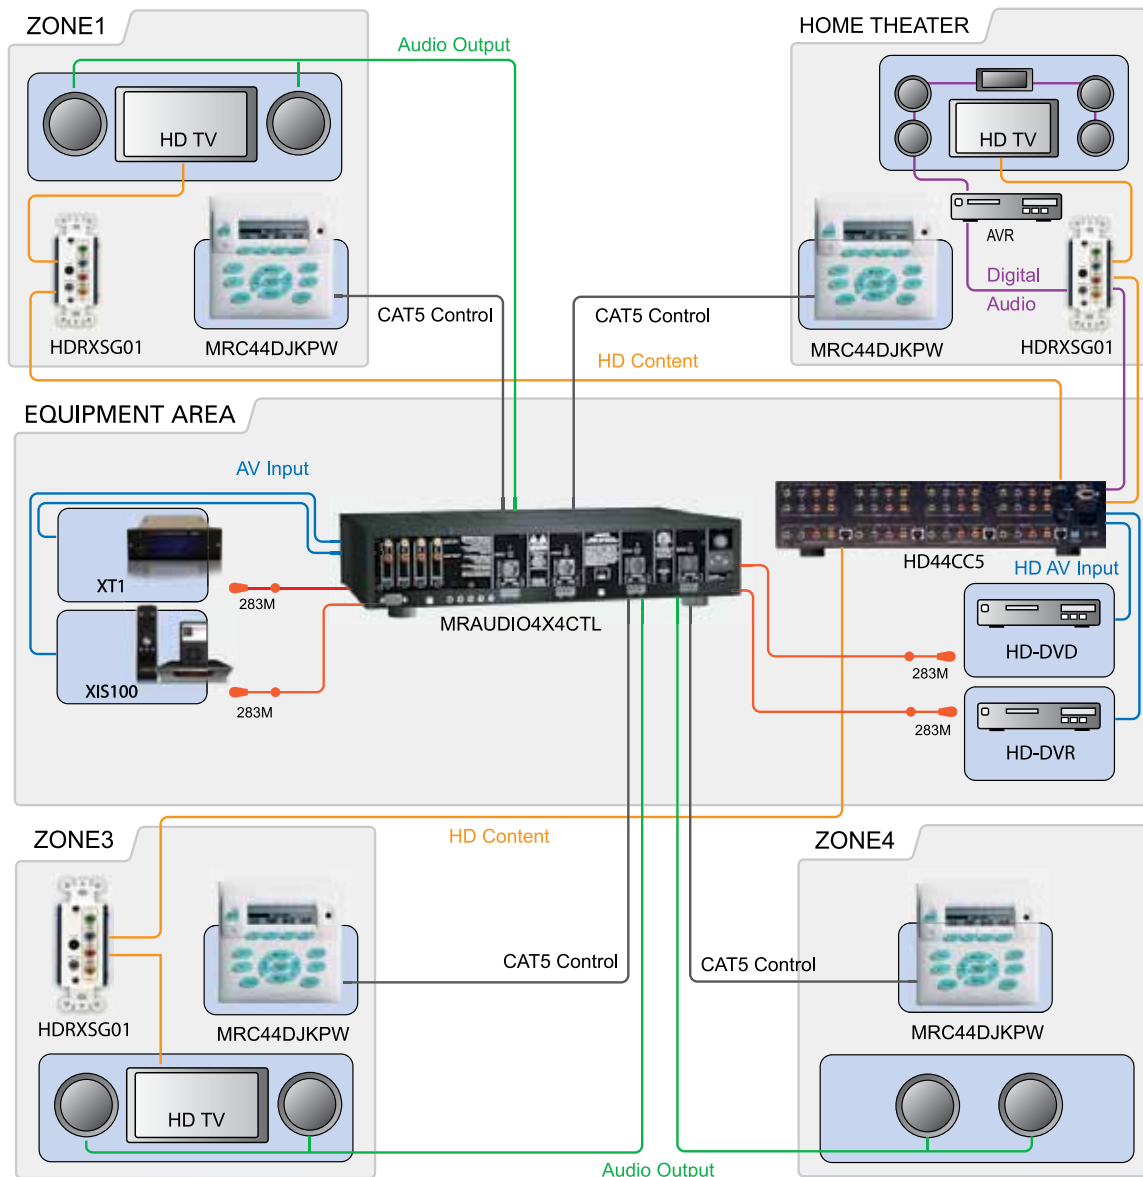 ZONE1
Audio Output
HD TV
HDRXSG01
MRC44DJKPW
CAT5 Control
HOME THEATER
HD TV
AVR
Digital
Audio
CAT5 Control
MRC44DJKPW
HDRXSG01
HD Content
EQUIPMENT AREA
AV Input
XT1
283M
XIS100
283M
MRAUDIO4X4CTL
HD44CC5
HD AV Input
HD-DVD
283M
HD-DVR
283M
ZONE3
HD Content
HDRXSG01
MRC44DJKPW
CAT5 Control
HD TV
Audio Output
ZONE4
CAT5 Control
MRC44DJKPW